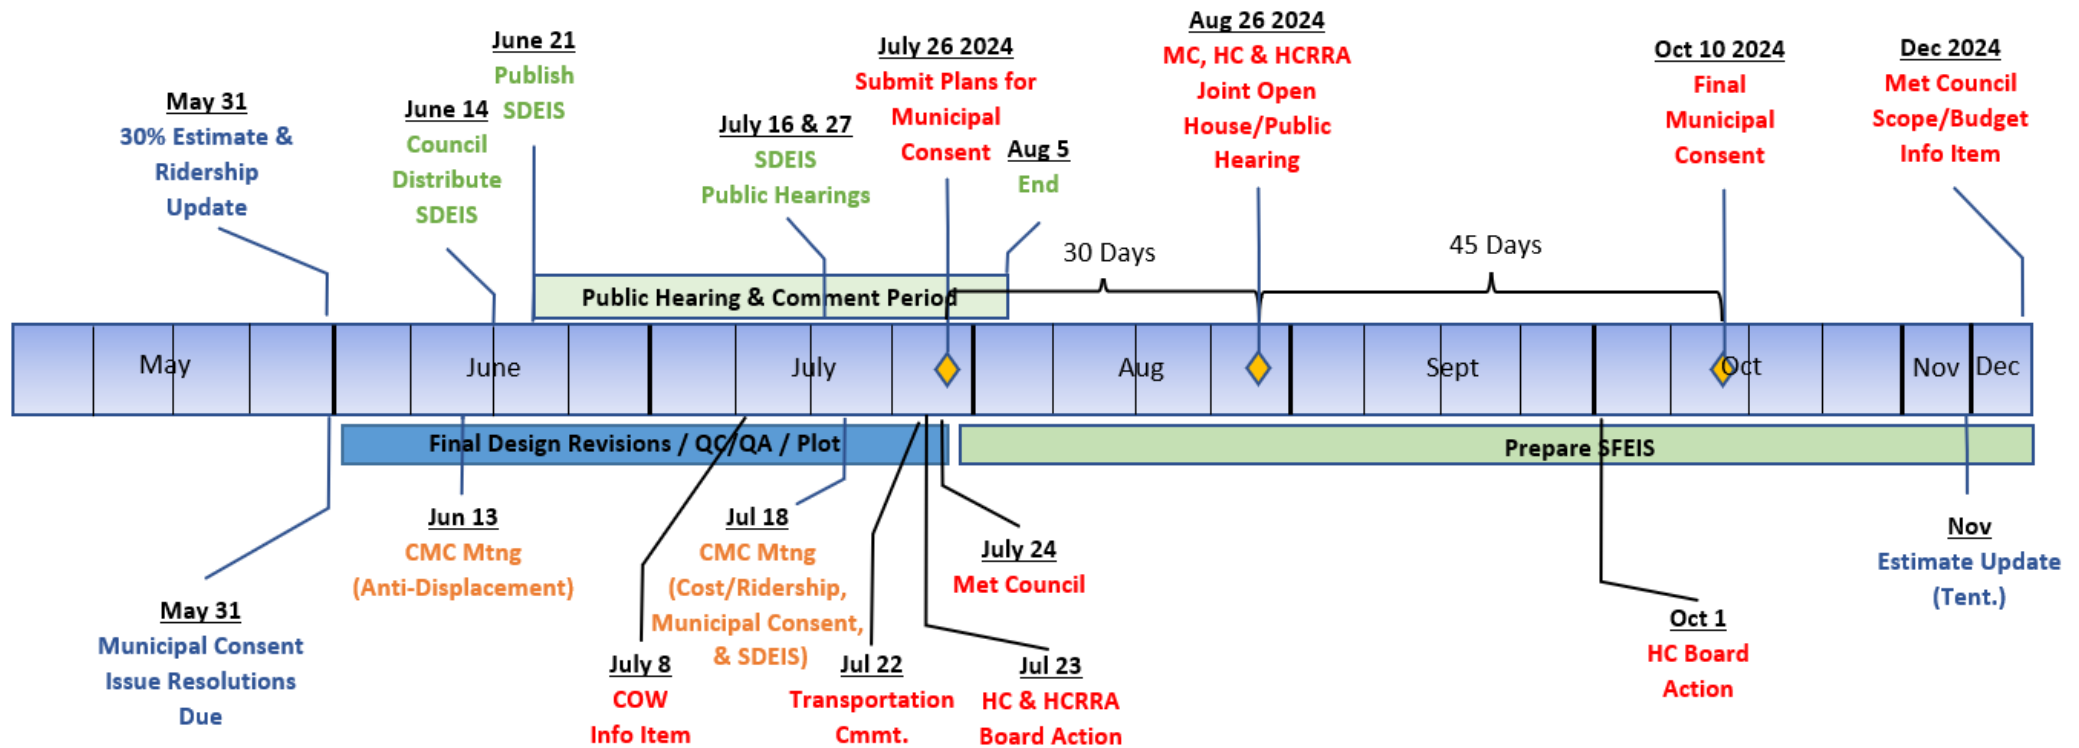 May 31
30% Estimate &
Ridership
Update
June 14
Council
Distribute
SDEIS
June 21
Publish
SDEIS
July 16 & 27
SDEIS
Public Hearings
July 26 2024
Submit Plans for
Municipal
Consent
Aug 5
End
Aug 26 2024
MC, HC & HCRRA
Joint Open
House/Public
Hearing
Oct 10 2024
Final
Municipal
Consent
Dec 2024
Met Council
Scope/Budget
Info Item
30 Days
45 Days
Public Hearing & Comment Period
May
June
July
Aug
Sept
Oct
Nov
Dec
Final Design Revisions / QC/QA / Plot
Prepare SFEIS
May 31
Municipal Consent
Issue Resolutions
Due
Jun 13
CMC Mtng
(Anti-Displacement)
July 8
COW
Info Item
Jul 18
CMC Mtng
(Cost/Ridership,
Municipal Consent,
& SDEIS)
Jul 22
Transportation
Cmmt.
July 24
Met Council
Jul 23
HC & HCRRA
Board Action
Oct 1
HC Board
Action
Nov
Estimate Update
(Tent.)